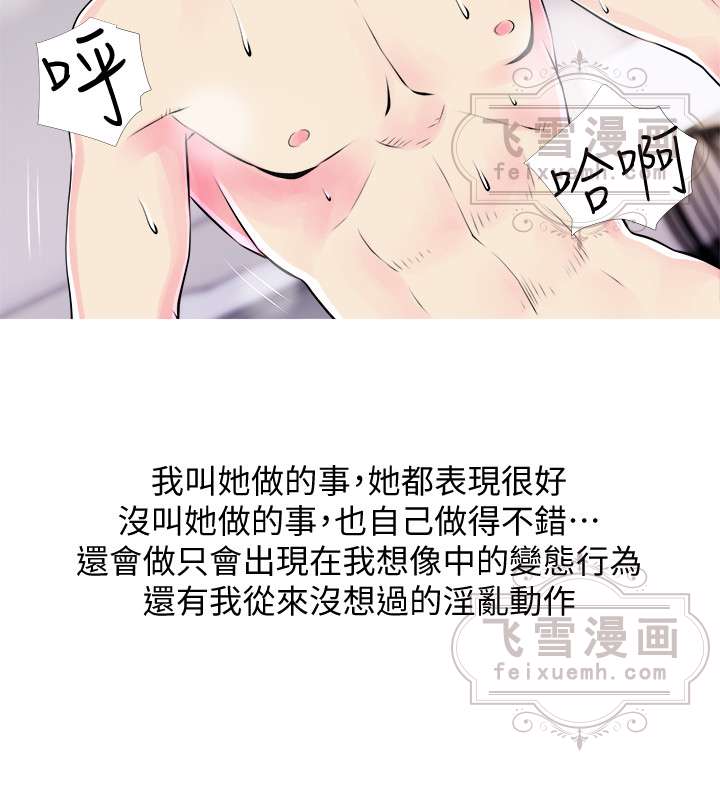 呼
飞雪漫画
feixuemh.com
哈啊
我叫她做的事,她都表現很好
沒叫她做的事,也自己做得不錯⋯
還會做只會出現在我想像中的變態行為
還有我從來沒想過的淫亂動作
飞雪漫画
feixuemh.com